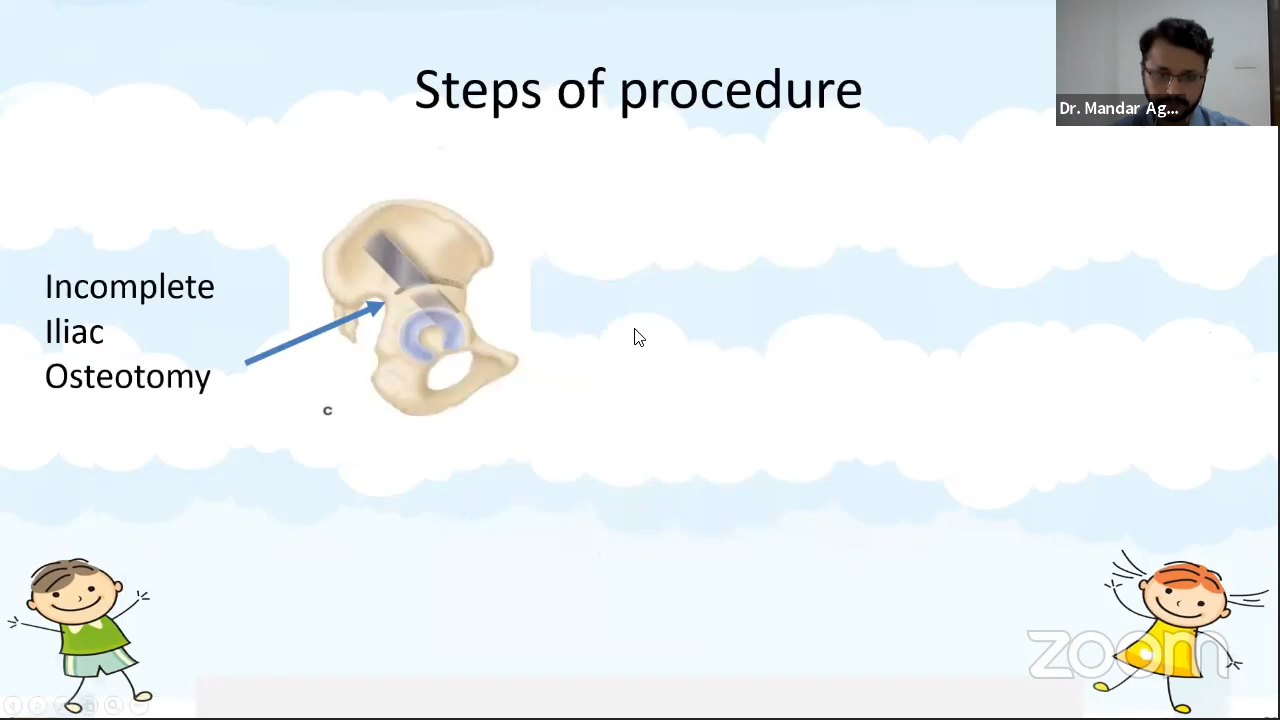 Steps of procedure
Dr. Mandar Ag...
Incomplete
Iliac
Osteotomy
c
zoom